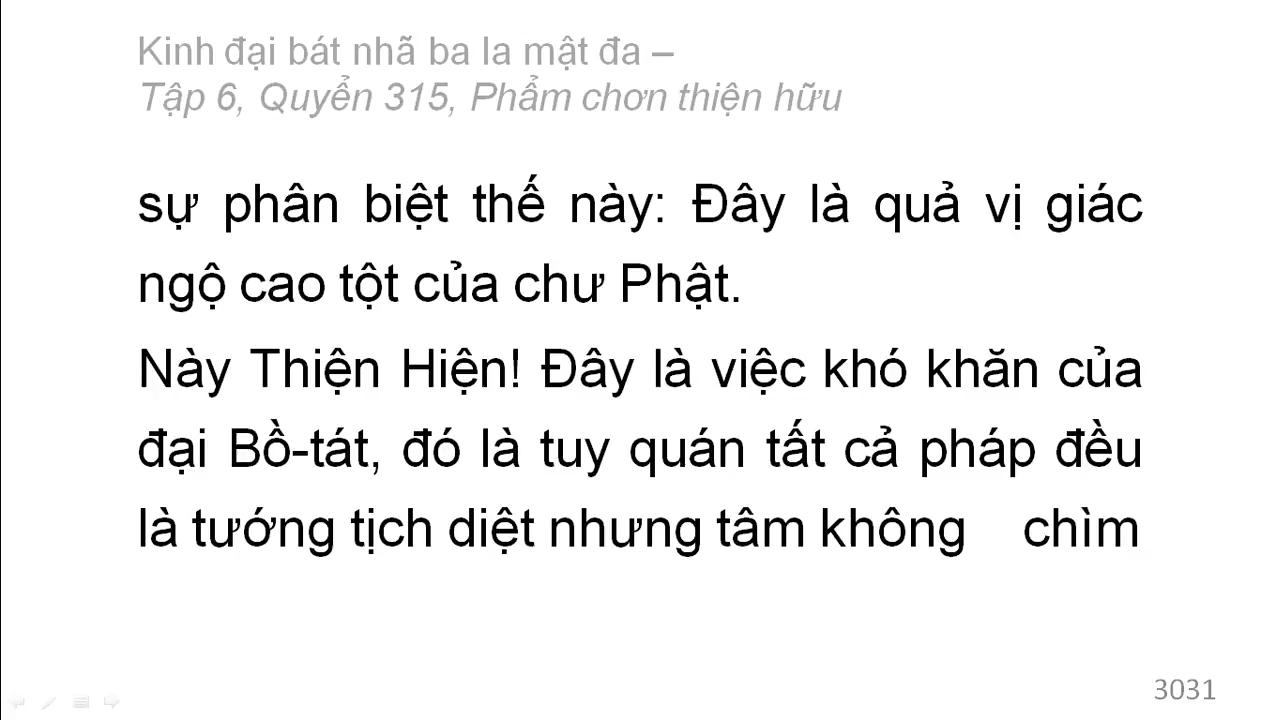 Kinh đại bát nhã ba la mật đa –
Tập 6, Quyển 315, Phẩm chơn thiện hữu
sự phân biệt thế này: Đây là quả vị giác
ngộ cao tột của chư Phật.
Này Thiện Hiện! Đây là việc khó khăn của
đại Bồ-tát, đó là tuy quán tất cả pháp đều
là tướng tịch diệt nhưng tâm không chìm
3031